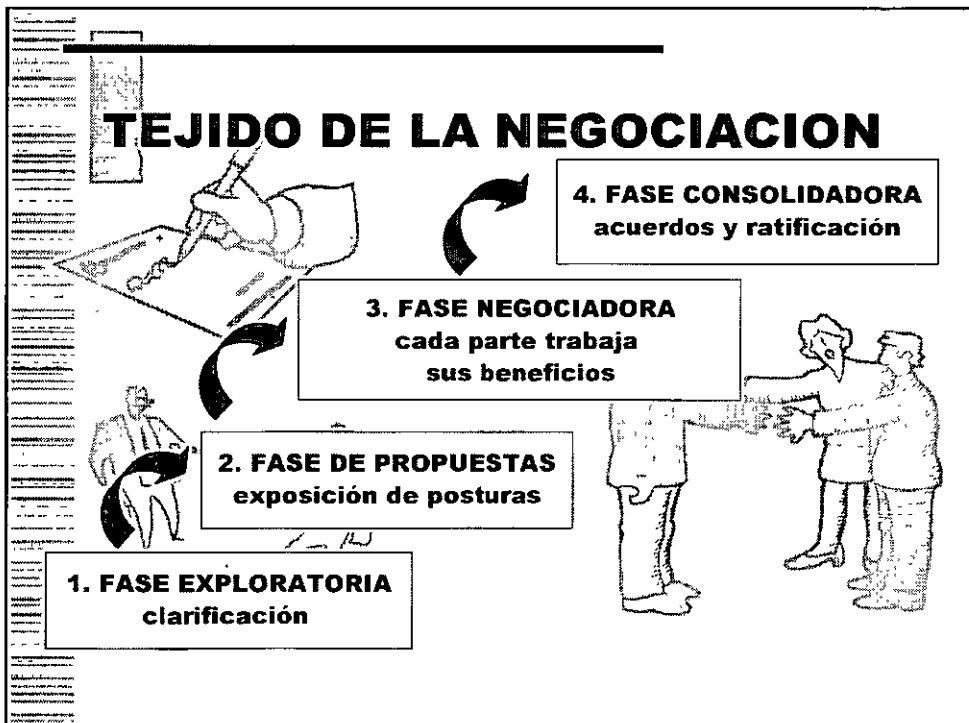 TEJIDO DE LA NEGOCIACION
4. FASE CONSOLIDADORA
acuerdos y ratificación
3. FASE NEGOCIADORA
cada parte trabaja
sus beneficios
2. FASE DE PROPUESTAS
exposición de posturas
1. FASE EXPLORATORIA
clarificación